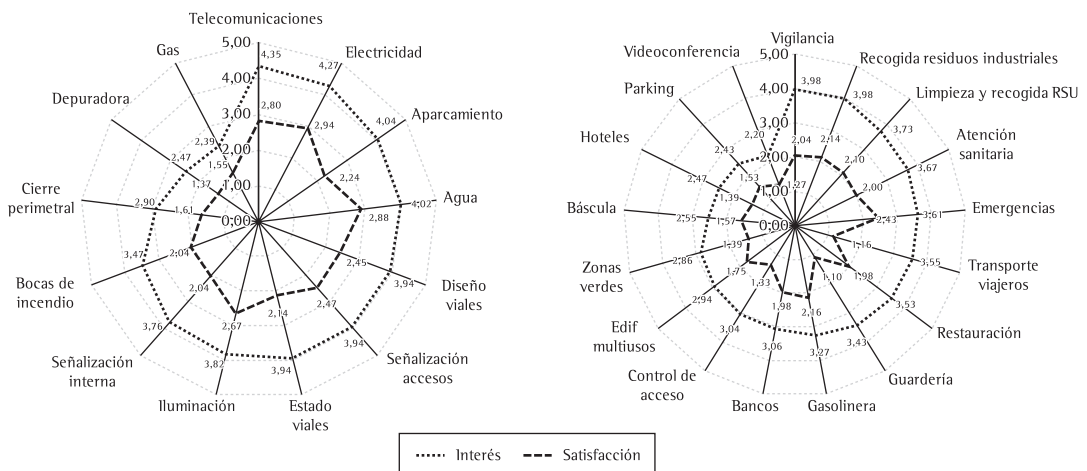 Telecomunicaciones
Gas
Electricidad
Depuradora
Aparcamiento
Cierre
perimetral
Agua
Bocas de
incendio
Diseño
viales
Señalización
interna
Señalización
accesos
Iluminación
Estado
viales
5,00
4,00
3,00
2,00
1,00
0,00
4,35
4,27
4,04
4,02
3,94
3,94
3,94
3,82
3,76
3,47
2,90
2,47
2,39
2,80
2,94
2,24
2,88
2,45
2,47
2,14
2,67
2,04
2,04
1,61
1,37
1,55
Vigilancia
Videoconferencia
Recogida residuos industriales
Parking
Limpieza y recogida RSU
Hoteles
Atención
sanitaria
Báscula
Emergencias
Zonas
verdes
Transporte
viajeros
Edif
multiusos
Restauración
Control de
acceso
Guardería
Bancos
Gasolinera
5,00
4,00
3,00
2,00
1,00
0,00
3,98
3,98
3,73
3,67
3,61
3,55
3,53
3,43
3,27
3,06
3,04
2,94
2,86
2,55
2,47
2,43
2,20
2,04
2,14
2,10
2,00
2,43
1,16
1,98
1,10
2,16
1,98
1,33
1,75
1,39
1,57
1,39
1,53
1,27
Interés
Satisfacción